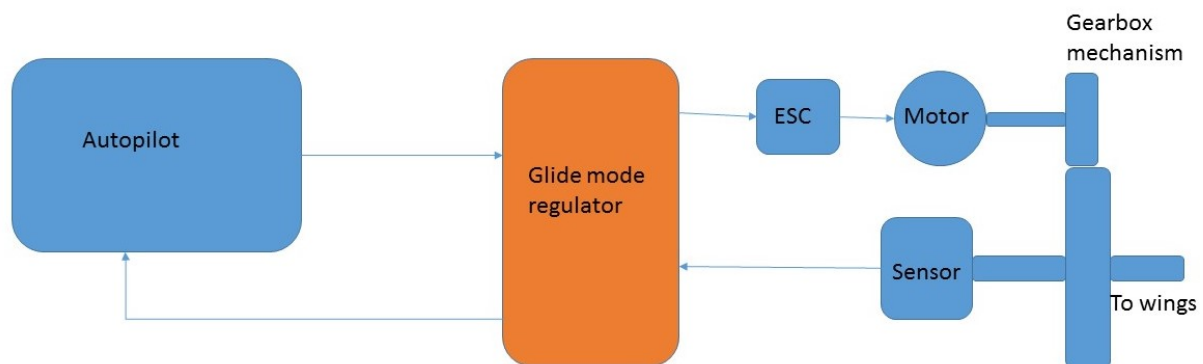 Gearbox
mechanism
Autopilot
ESC
Motor
Glide mode
regulator
Sensor
To wings